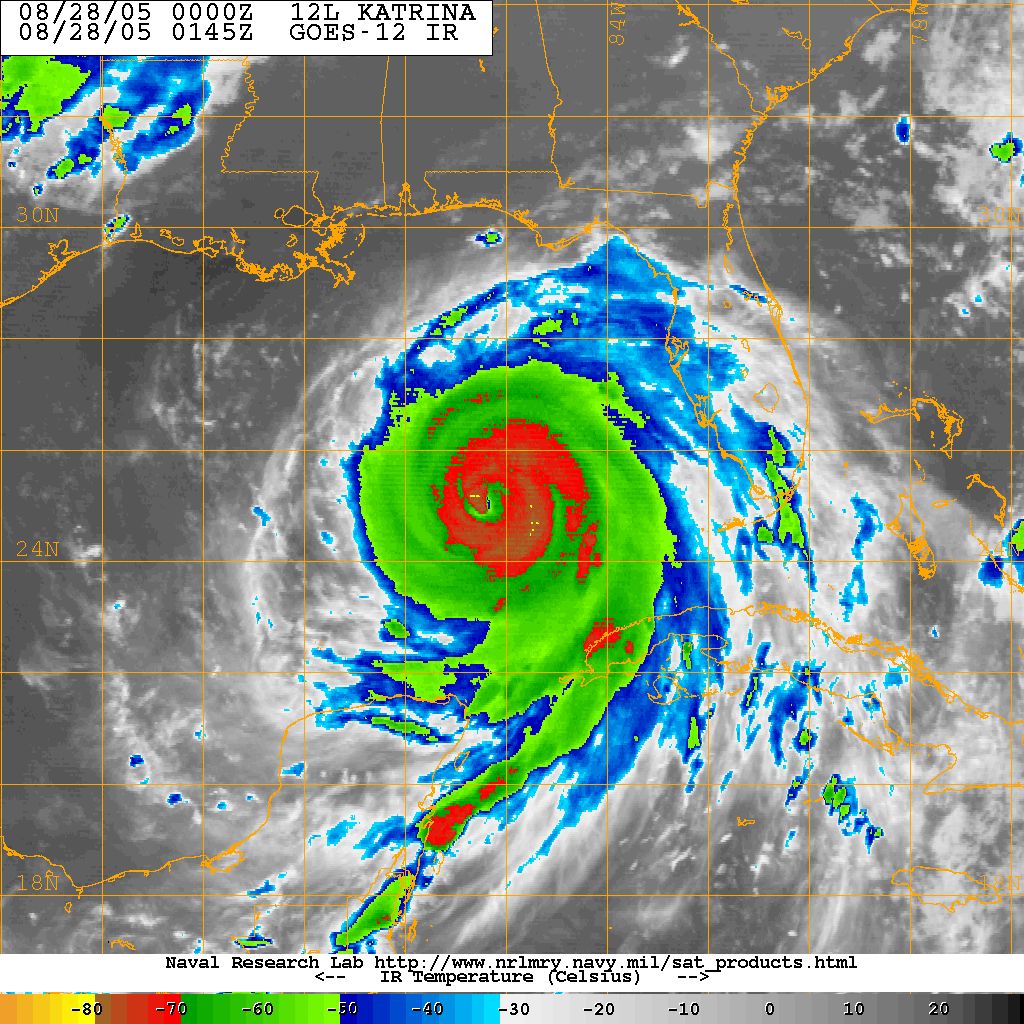 08/28/05 0000Z 12L KATRINA
08/28/05 0145Z GOES-12 IR
84W
78W
30N
30N
24N
18N
18N
Naval Research Lab http://www.nrlmry.navy.mil/sat_products.html
<-- IR Temperature (Celsius) -->
-80 -70 -60 -50 -40 -30 -20 -10 0 10 20